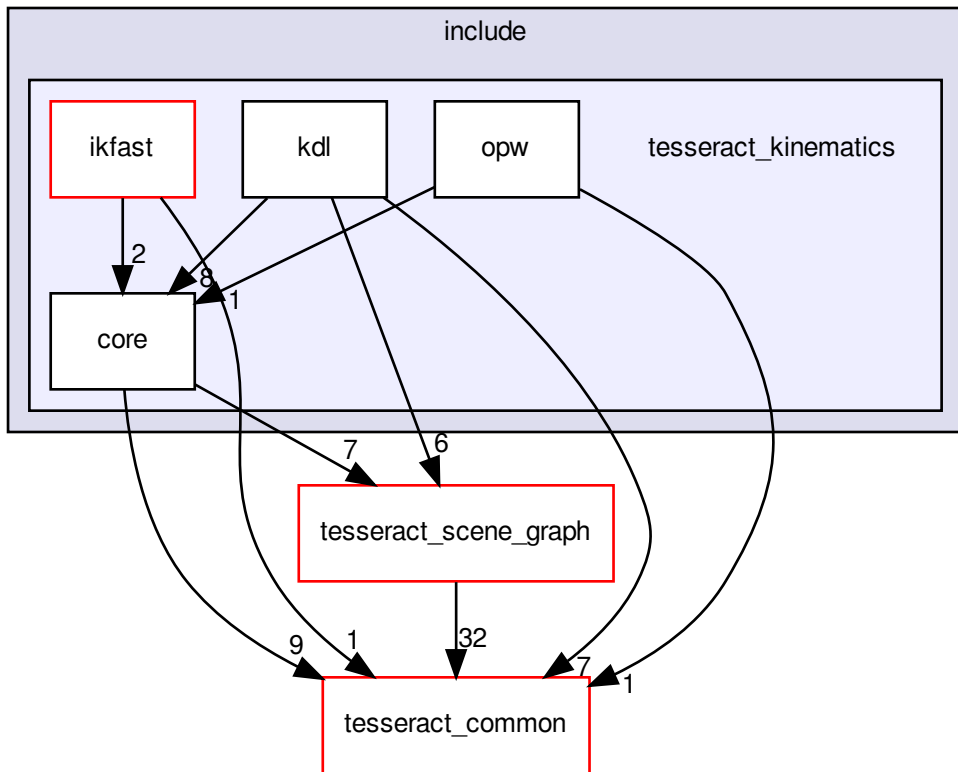 include
ikfast
kdl
opw
tesseract_kinematics
2
8
1
core
7
6
tesseract_scene_graph
9
1
32
7
1
tesseract_common